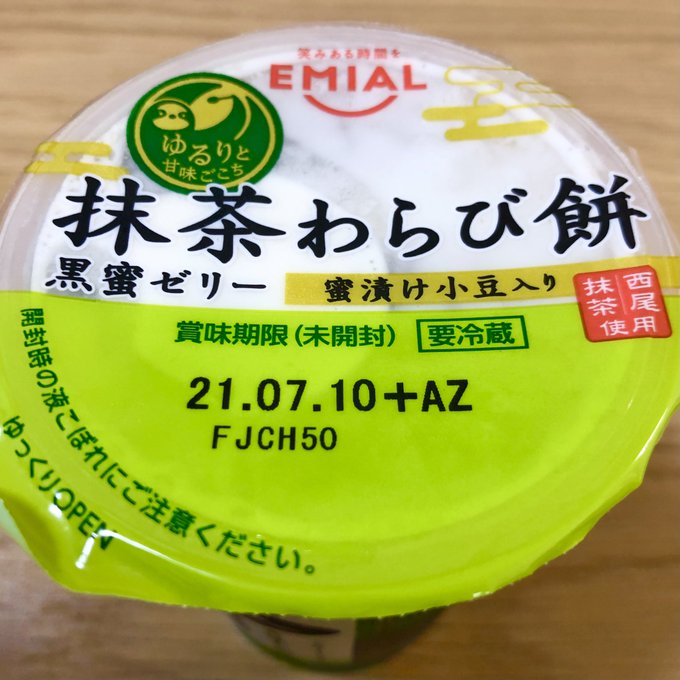 笑みある時間を
EMIAL
ゆるりと
甘味ごこち
抹茶わらび餅
黒蜜ゼリー
蜜漬け小豆入り
西尾用
抹茶使
賞味期限(未開封)
要冷蔵
21.07.10+AZ
FJCH50
開封時の液こぼれにご注意ください。
ゆっくりOPEN